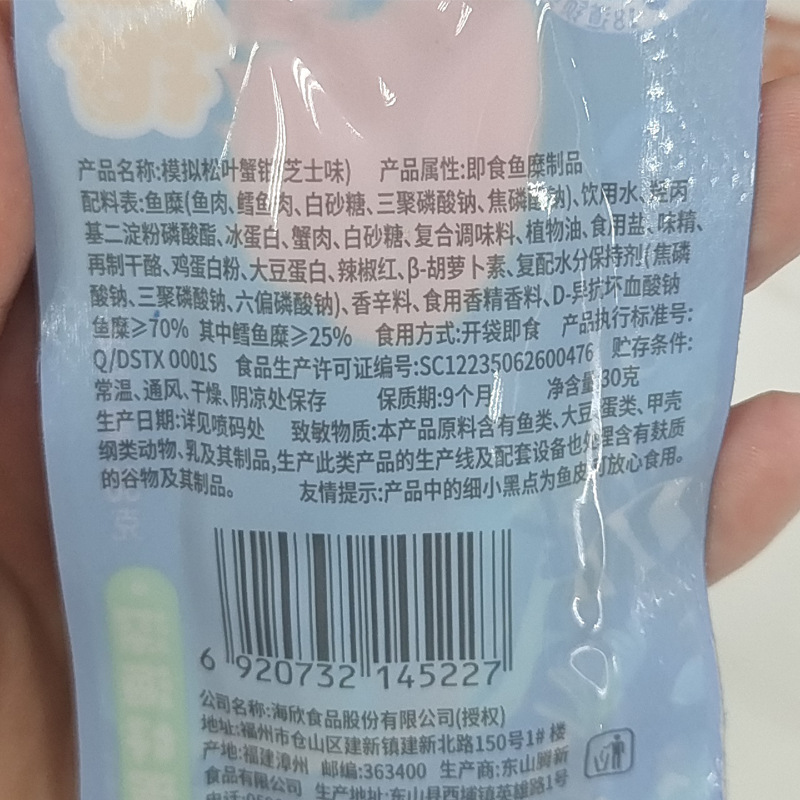 产品名称:模拟松叶蟹钳(芝士味) 产品属性:即食鱼糜制品
配料表:鱼糜(鱼肉、鳕鱼肉、白砂糖、三聚磷酸钠、焦磷酸钠)、饮用水、羟丙
基二淀粉磷酸酯、冰蛋白、蟹肉、白砂糖、复合调味料、植物油、食用盐、味精、
再制干酪、鸡蛋白粉、大豆蛋白、辣椒红、β-胡萝卜素、复配水分保持剂(焦磷
酸钠、三聚磷酸钠、六偏磷酸钠)、香辛料、食用香精香料、D-异抗坏血酸钠
鱼糜≥70% 其中鳕鱼糜≥25% 食用方式:开袋即食 产品执行标准号:
Q/DSTX 0001S 食品生产许可证编号:SC12235062600476 贮存条件:
常温、通风、干燥、阴凉处保存 保质期:9个月 净含量:30克
生产日期:详见喷码处 致敏物质:本产品原料含有鱼类、大豆、蛋类、甲壳
纲类动物、乳及其制品,生产此类产品的生产线及配套设备也处理含有麸质
的谷物及其制品。 友情提示:产品中的细小黑点为鱼皮可放心食用。
6 920732 145227
公司名称:海欣食品股份有限公司(授权)
地址:福州市仓山区建新镇建新北路150号1#楼
产地:福建漳州 邮编:363400 生产商:东山腾新
食品有限公司 生产地址:东山县西埔镇英雄路1号